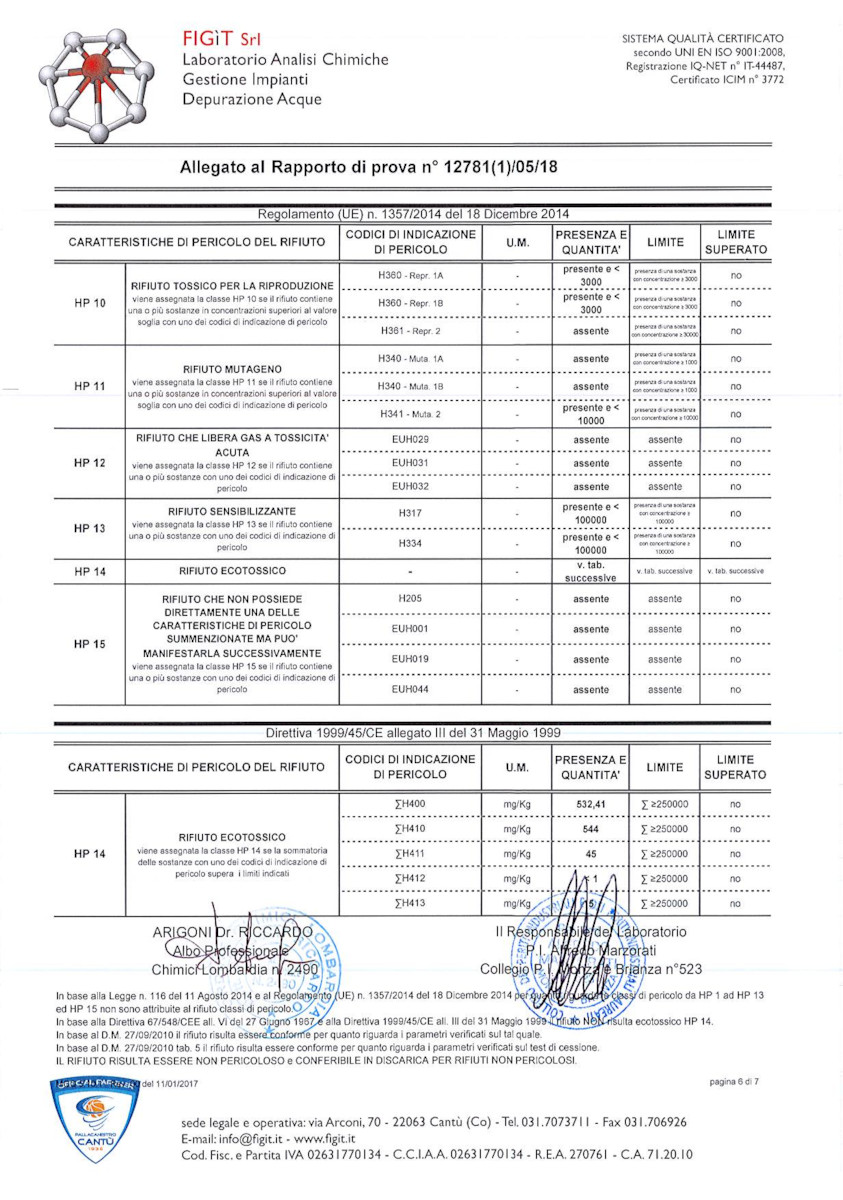 FIGiT Srl
Laboratorio Analisi Chimiche
Gestione Impianti
Depurazione Acque
SISTEMA QUALITÀ CERTIFICATO
secondo UNI EN ISO 9001:2008,
Registrazione IQ-NET n° IT-44487,
Certificato ICIM n° 3772
Allegato al Rapporto di prova n° 12781(1)/05/18
Regolamento (UE) n. 1357/2014 del 18 Dicembre 2014
CARATTERISTICHE DI PERICOLO DEL RIFIUTO
CODICI DI INDICAZIONE
DI PERICOLO
U.M.
PRESENZA E
QUANTITA'
LIMITE
LIMITE
SUPERATO
HP 10
RIFIUTO TOSSICO PER LA RIPRODUZIONE
viene assegnata la classe HP 10 se il rifiuto contiene
una o più sostanze in concentrazioni superiori al valore
soglia con uno dei codici di indicazione di pericolo
H360 - Repr. 1A
-
presente e <
3000
presenza di una sostanza
con concentrazione ≥ 3000
no
H360 - Repr. 1B
-
presente e <
3000
presenza di una sostanza
con concentrazione ≥ 3000
no
H361 - Repr. 2
-
assente
presenza di una sostanza
con concentrazione ≥ 30000
no
HP 11
RIFIUTO MUTAGENO
viene assegnata la classe HP 11 se il rifiuto contiene
una o più sostanze in concentrazioni superiori al valore
soglia con uno dei codici di indicazione di pericolo
H340 - Muta. 1A
-
assente
presenza di una sostanza
con concentrazione ≥ 1000
no
H340 - Muta. 1B
-
assente
presenza di una sostanza
con concentrazione ≥ 1000
no
H341 - Muta. 2
-
presente e <
10000
presenza di una sostanza
con concentrazione ≥ 10000
no
HP 12
RIFIUTO CHE LIBERA GAS A TOSSICITA'
ACUTA
viene assegnata la classe HP 12 se il rifiuto contiene
una o più sostanze con uno dei codici di indicazione di
pericolo
EUH029
-
assente
assente
no
EUH031
-
assente
assente
no
EUH032
-
assente
assente
no
HP 13
RIFIUTO SENSIBILIZZANTE
viene assegnata la classe HP 13 se il rifiuto contiene
una o più sostanze con uno dei codici di indicazione di
pericolo
H317
-
presente e <
100000
presenza di una sostanza
con concentrazione ≥
100000
no
H334
-
presente e <
100000
presenza di una sostanza
con concentrazione ≥
100000
no
HP 14
RIFIUTO ECOTOSSICO
-
-
v. tab.
successive
v. tab. successive
v. tab. successive
HP 15
RIFIUTO CHE NON POSSIEDE
DIRETTAMENTE UNA DELLE
CARATTERISTICHE DI PERICOLO
SUMMENZIONATE MA PUO'
MANIFESTARLA SUCCESSIVAMENTE
viene assegnata la classe HP 15 se il rifiuto contiene
una o più sostanze con uno dei codici di indicazione di
pericolo
H205
-
assente
assente
no
EUH001
-
assente
assente
no
EUH019
-
assente
assente
no
EUH044
-
assente
assente
no
Direttiva 1999/45/CE allegato III del 31 Maggio 1999
CARATTERISTICHE DI PERICOLO DEL RIFIUTO
CODICI DI INDICAZIONE
DI PERICOLO
U.M.
PRESENZA E
QUANTITA'
LIMITE
LIMITE
SUPERATO
HP 14
RIFIUTO ECOTOSSICO
viene assegnata la classe HP 14 se la sommatoria
delle sostanze con uno dei codici di indicazione di
pericolo supera i limiti indicati
∑H400
mg/Kg
532,41
∑ ≥250000
no
∑H410
mg/Kg
544
∑ ≥250000
no
∑H411
mg/Kg
45
∑ ≥250000
no
∑H412
mg/Kg
< 1
∑ ≥250000
no
∑H413
mg/Kg
5
∑ ≥250000
no
ARIGONI Dr. RICCARDO
Albo Professionale
Chimici Lombardia n° 2490
Il Responsabile del Laboratorio
P.I. Alfredo Marzorati
Collegio P.I. Monza e Brianza n°523
In base alla Legge n. 116 del 11 Agosto 2014 e al Regolamento (UE) n. 1357/2014 del 18 Dicembre 2014 per quanto riguarda le classi di pericolo da HP 1 ad HP 13
ed HP 15 non sono attribuite al rifiuto classi di pericolo.
In base alla Direttiva 67/548/CEE all. VI del 27 Giugno 1967 e alla Direttiva 1999/45/CE all. III del 31 Maggio 1999 il rifiuto NON risulta ecotossico HP 14.
In base al D.M. 27/09/2010 il rifiuto risulta essere conforme per quanto riguarda i parametri verificati sul tal quale.
In base al D.M. 27/09/2010 tab. 5 il rifiuto risulta essere conforme per quanto riguarda i parametri verificati sul test di cessione.
IL RIFIUTO RISULTA ESSERE NON PERICOLOSO e CONFERIBILE IN DISCARICA PER RIFIUTI NON PERICOLOSI.
OFFICIAL PARTNER
del 11/01/2017
pagina 6 di 7
PALLACANESTRO
CANTÙ
sede legale e operativa: via Arconi, 70 - 22063 Cantù (Co) - Tel. 031.7073711 - Fax 031.706926
E-mail: info@figit.it - www.figit.it
Cod. Fisc. e Partita IVA 02631770134 - C.C.I.A.A. 02631770134 - R.E.A. 270761 - C.A. 71.20.10